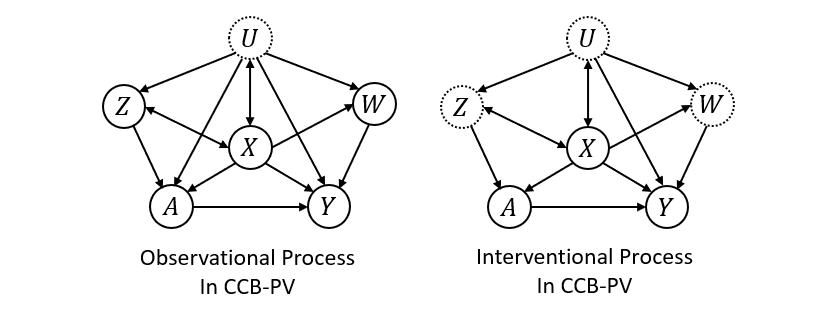 U
Z
W
X
A
Y
Observational Process
In CCB-PV
U
Z
W
X
A
Y
Interventional Process
In CCB-PV